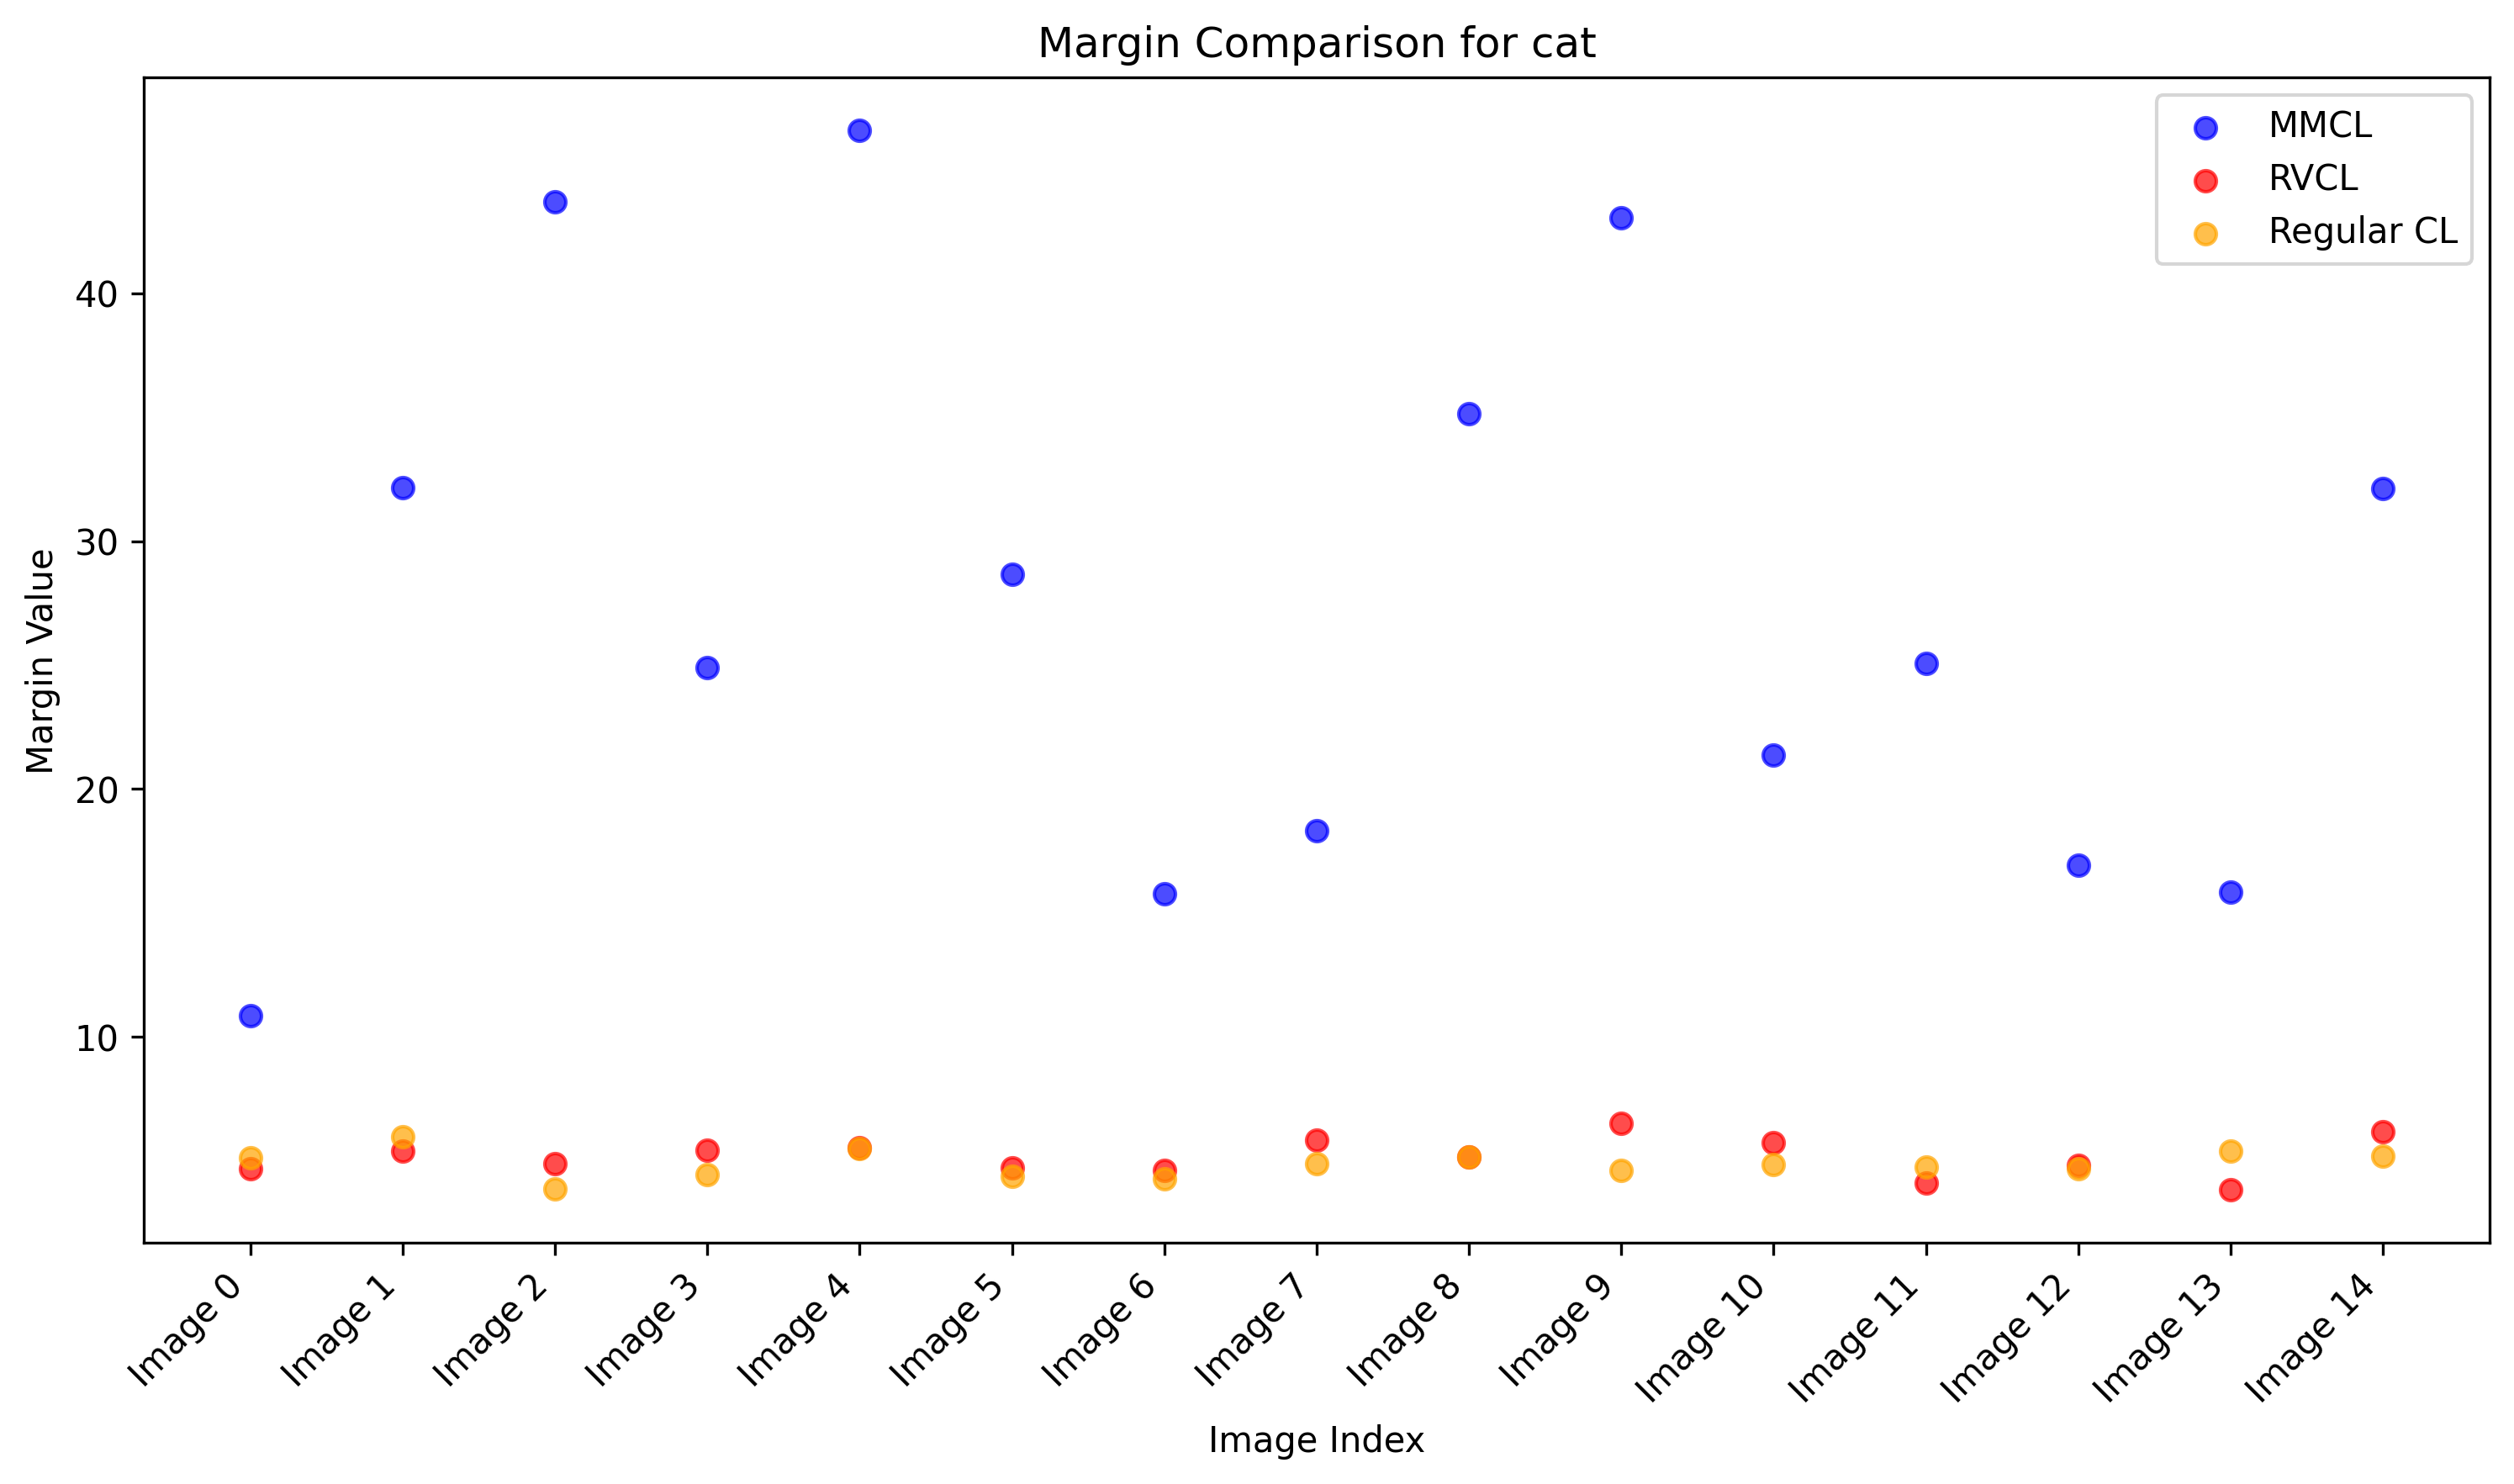 Margin Comparison for cat
MMCL
RVCL
Regular CL
Margin Value
40
30
20
10
Image 0
Image 1
Image 2
Image 3
Image 4
Image 5
Image 6
Image 7
Image 8
Image 9
Image 10
Image 11
Image 12
Image 13
Image 14
Image Index